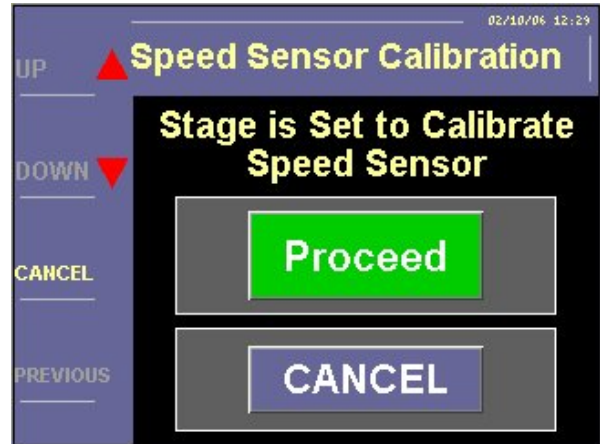 02/10/06 12:29
Speed Sensor Calibration
UP
Stage is Set to Calibrate
Speed Sensor
DOWN
Proceed
CANCEL
CANCEL
PREVIOUS